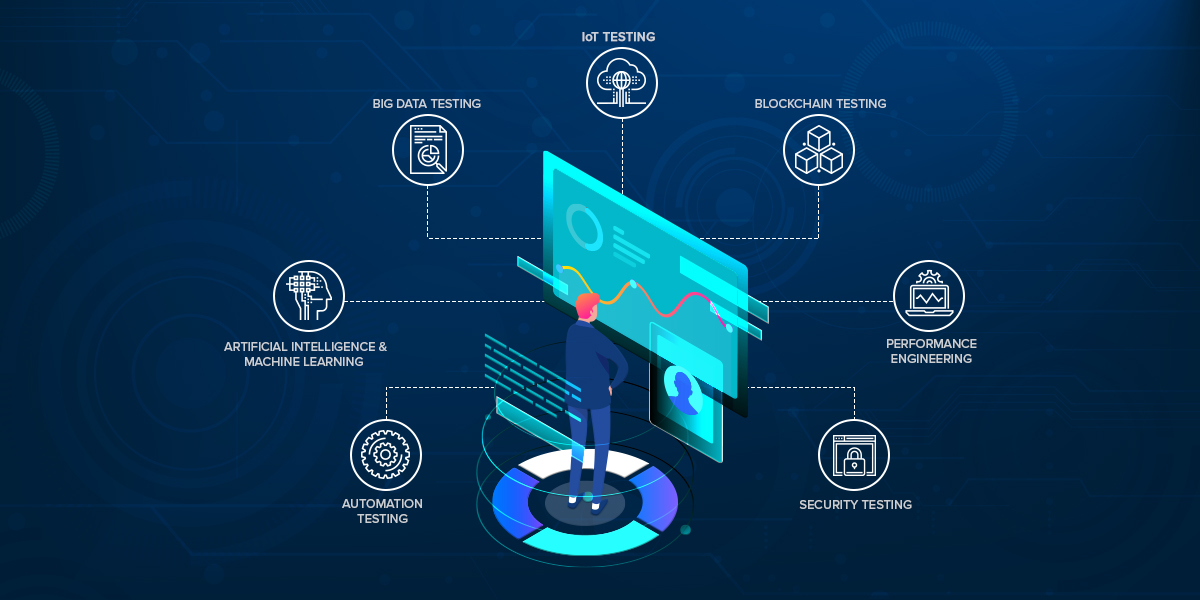 IoT TESTING
BIG DATA TESTING
BLOCKCHAIN TESTING
ARTIFICIAL INTELLIGENCE &
MACHINE LEARNING
PERFORMANCE
ENGINEERING
AUTOMATION
TESTING
SECURITY TESTING